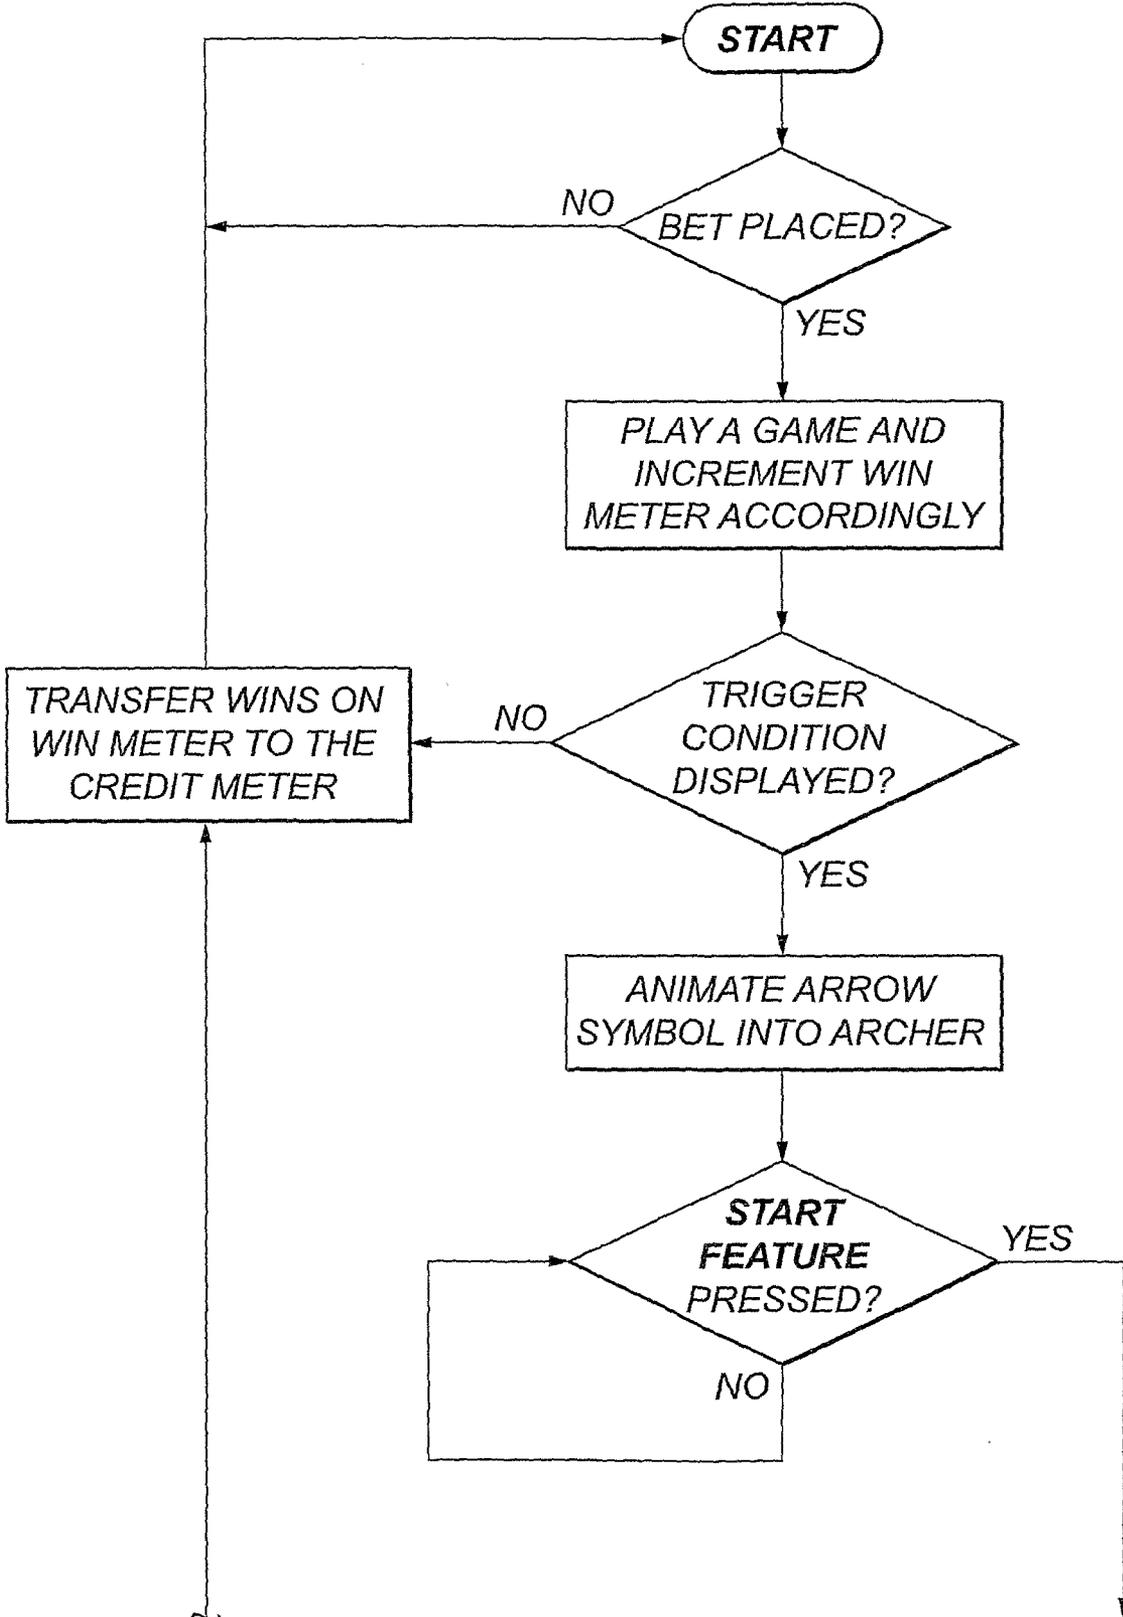 START
NO
BET PLACED?
YES
PLAY A GAME AND
INCREMENT WIN
METER ACCORDINGLY
TRANSFER WINS ON
WIN METER TO THE
CREDIT METER
NO
TRIGGER
CONDITION
DISPLAYED?
YES
ANIMATE ARROW
SYMBOL INTO ARCHER
START
FEATURE
PRESSED?
YES
NO